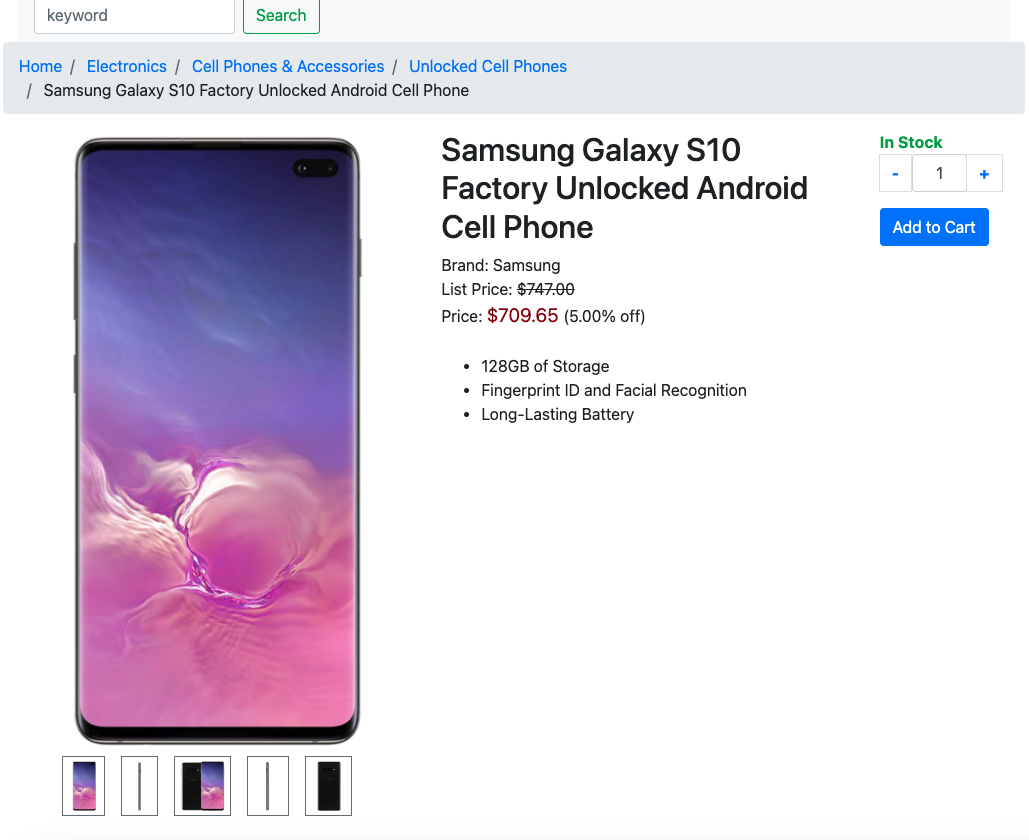 keyword Search
Home / Electronics / Cell Phones & Accessories / Unlocked Cell Phones
/ Samsung Galaxy S10 Factory Unlocked Android Cell Phone
Samsung Galaxy S10
Factory Unlocked Android
Cell Phone
Brand: Samsung
List Price: $747.00
Price: $709.65 (5.00% off)
• 128GB of Storage
• Fingerprint ID and Facial Recognition
• Long-Lasting Battery
In Stock
- 1 +
Add to Cart